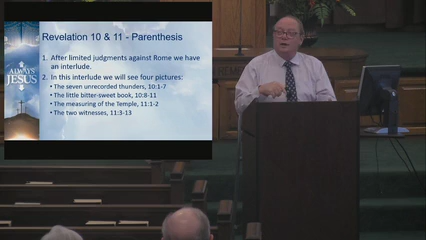 Revelation 10 & 11 - Parenthesis
1. After limited judgments against Rome we have
an interlude.
2. In this interlude we will see four pictures:
• The seven unrecorded thunders, 10:1-7
• The little bitter-sweet book, 10:8-11
• The measuring of the Temple, 11:1-2
• The two witnesses, 11:3-13
ALWAYS
JESUS